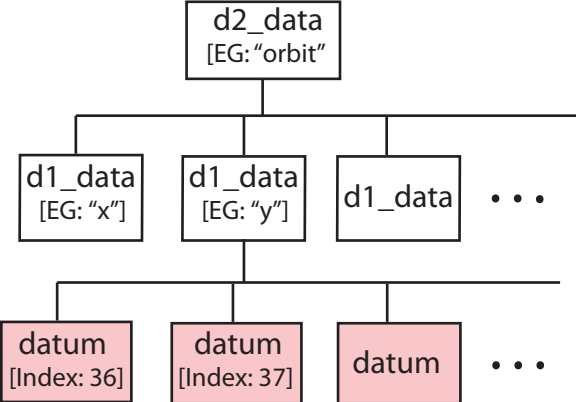 d2_data
[EG: “orbit“
d1_data
[EG: “x”]
d1_data
[EG: “y”]
d1_data
• • •
datum
[Index: 36]
datum
[Index: 37]
datum
• • •